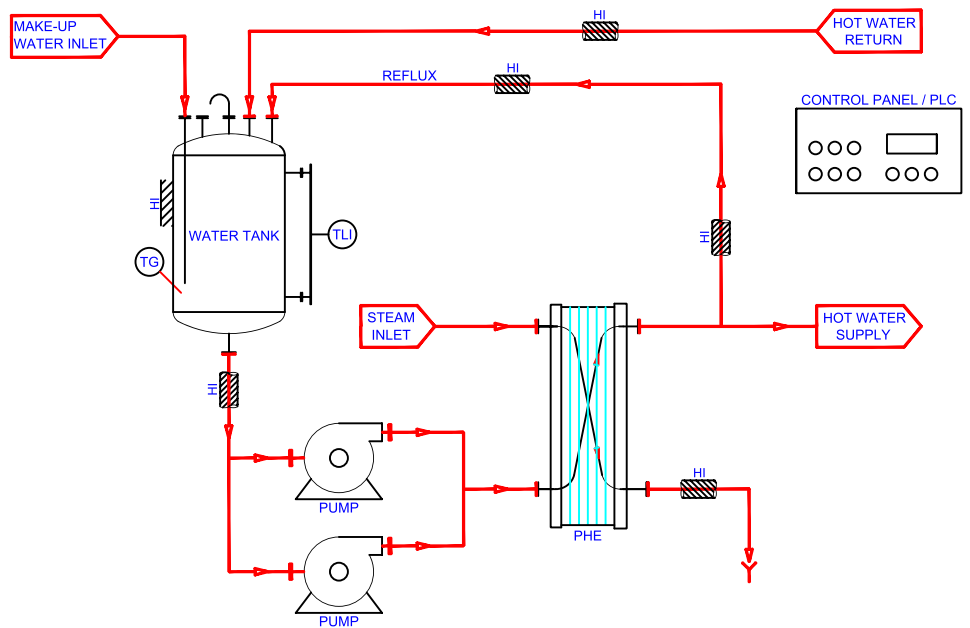 MAKE-UP
WATER INLET
HI
HOT WATER
RETURN
HI
REFLUX
CONTROL PANEL / PLC
HI
WATER TANK
TLI
HI
TG
STEAM
INLET
HOT WATER
SUPPLY
HI
HI
PUMP
PHE
PUMP